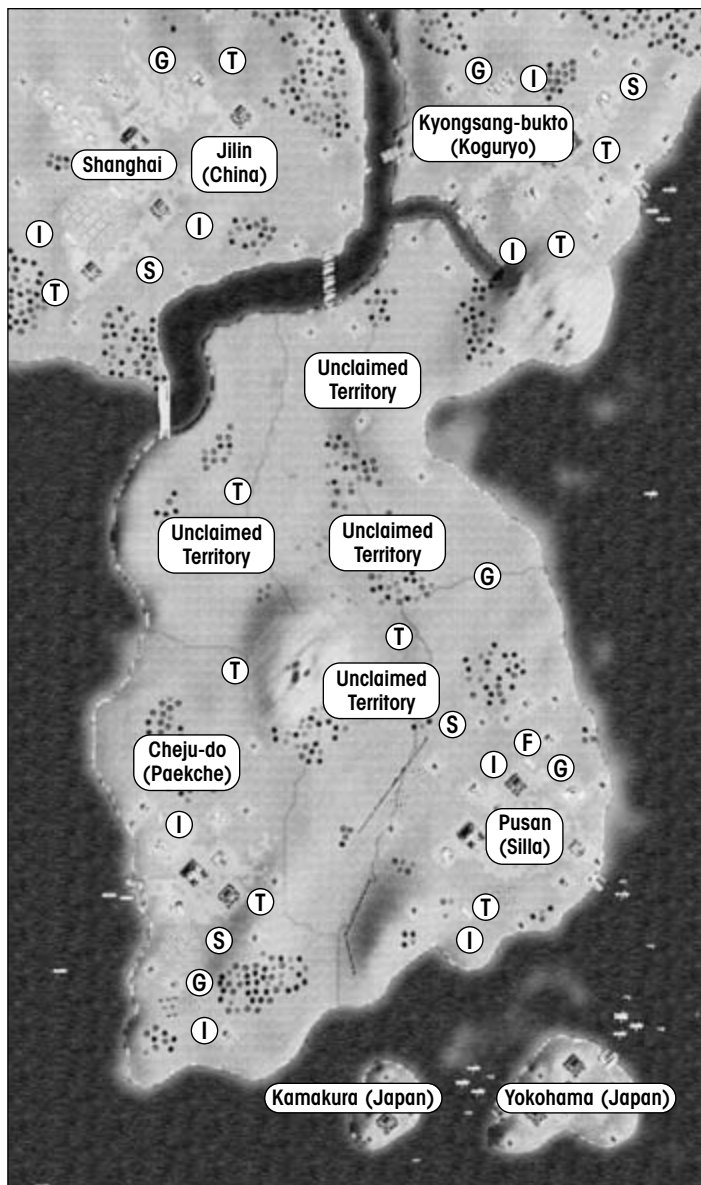 G
T
G
I
S
Kyongsang-bukto
(Koguryo)
T
Shanghai
Jilin
(China)
I
I
I
T
T
S
Unclaimed
Territory
T
Unclaimed
Territory
Unclaimed
Territory
G
T
T
Unclaimed
Territory
S
Cheju-do
(Paekche)
F
I
G
I
Pusan
(Silla)
T
T
S
I
G
I
Kamakura (Japan)
Yokohama (Japan)